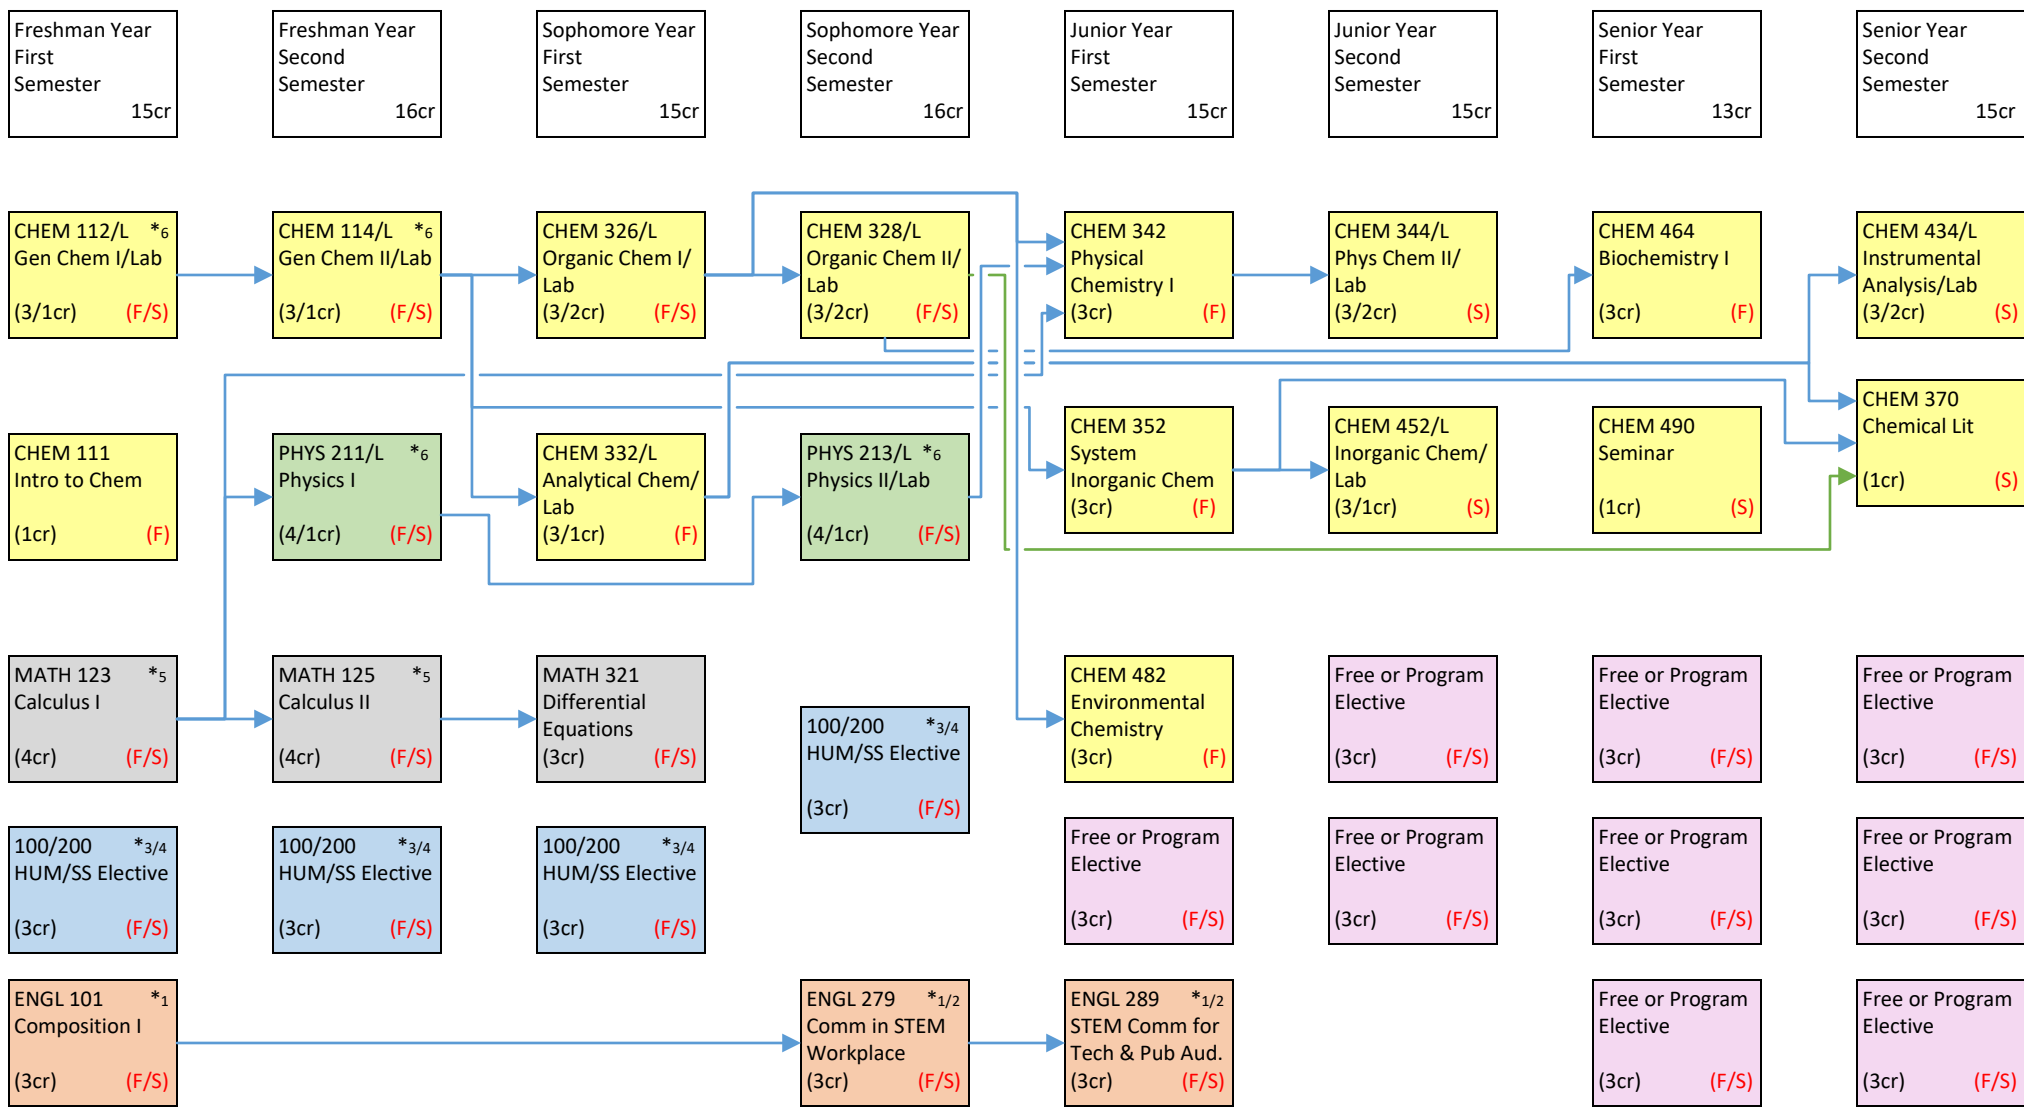 Freshman Year
First
Semester
15cr
Freshman Year
Second
Semester
16cr
Sophomore Year
First
Semester
15cr
Sophomore Year
Second
Semester
16cr
Junior Year
First
Semester
15cr
Junior Year
Second
Semester
15cr
Senior Year
First
Semester
13cr
Senior Year
Second
Semester
15cr
CHEM 112/L *6
Gen Chem I/Lab
(3/1cr) (F/S)
CHEM 114/L *6
Gen Chem II/Lab
(3/1cr) (F/S)
CHEM 326/L
Organic Chem I/
Lab
(3/2cr) (F/S)
CHEM 328/L
Organic Chem II/
Lab
(3/2cr) (F/S)
CHEM 342
Physical
Chemistry I
(3cr) (F)
CHEM 344/L
Phys Chem II/
Lab
(3/2cr) (S)
CHEM 464
Biochemistry I
(3cr) (F)
CHEM 434/L
Instrumental
Analysis/Lab
(3/2cr) (S)
CHEM 111
Intro to Chem
(1cr) (F)
PHYS 211/L *6
Physics I
(4/1cr) (F/S)
CHEM 332/L
Analytical Chem/
Lab
(3/1cr) (F)
PHYS 213/L *6
Physics II/Lab
(4/1cr) (F/S)
CHEM 352
System
Inorganic Chem
(3cr) (F)
CHEM 452/L
Inorganic Chem/
Lab
(3/1cr) (S)
CHEM 490
Seminar
(1cr) (S)
CHEM 370
Chemical Lit
(1cr) (S)
MATH 123 *5
Calculus I
(4cr) (F/S)
MATH 125 *5
Calculus II
(4cr) (F/S)
MATH 321
Differential
Equations
(3cr) (F/S)
100/200 *3/4
HUM/SS Elective
(3cr) (F/S)
CHEM 482
Environmental
Chemistry
(3cr) (F)
Free or Program
Elective
(3cr) (F/S)
Free or Program
Elective
(3cr) (F/S)
Free or Program
Elective
(3cr) (F/S)
100/200 *3/4
HUM/SS Elective
(3cr) (F/S)
100/200 *3/4
HUM/SS Elective
(3cr) (F/S)
100/200 *3/4
HUM/SS Elective
(3cr) (F/S)
Free or Program
Elective
(3cr) (F/S)
Free or Program
Elective
(3cr) (F/S)
Free or Program
Elective
(3cr) (F/S)
Free or Program
Elective
(3cr) (F/S)
ENGL 101 *1
Composition I
(3cr) (F/S)
ENGL 279 *1/2
Comm in STEM
Workplace
(3cr) (F/S)
ENGL 289 *1/2
STEM Comm for
Tech & Pub Aud.
(3cr) (F/S)
Free or Program
Elective
(3cr) (F/S)
Free or Program
Elective
(3cr) (F/S)